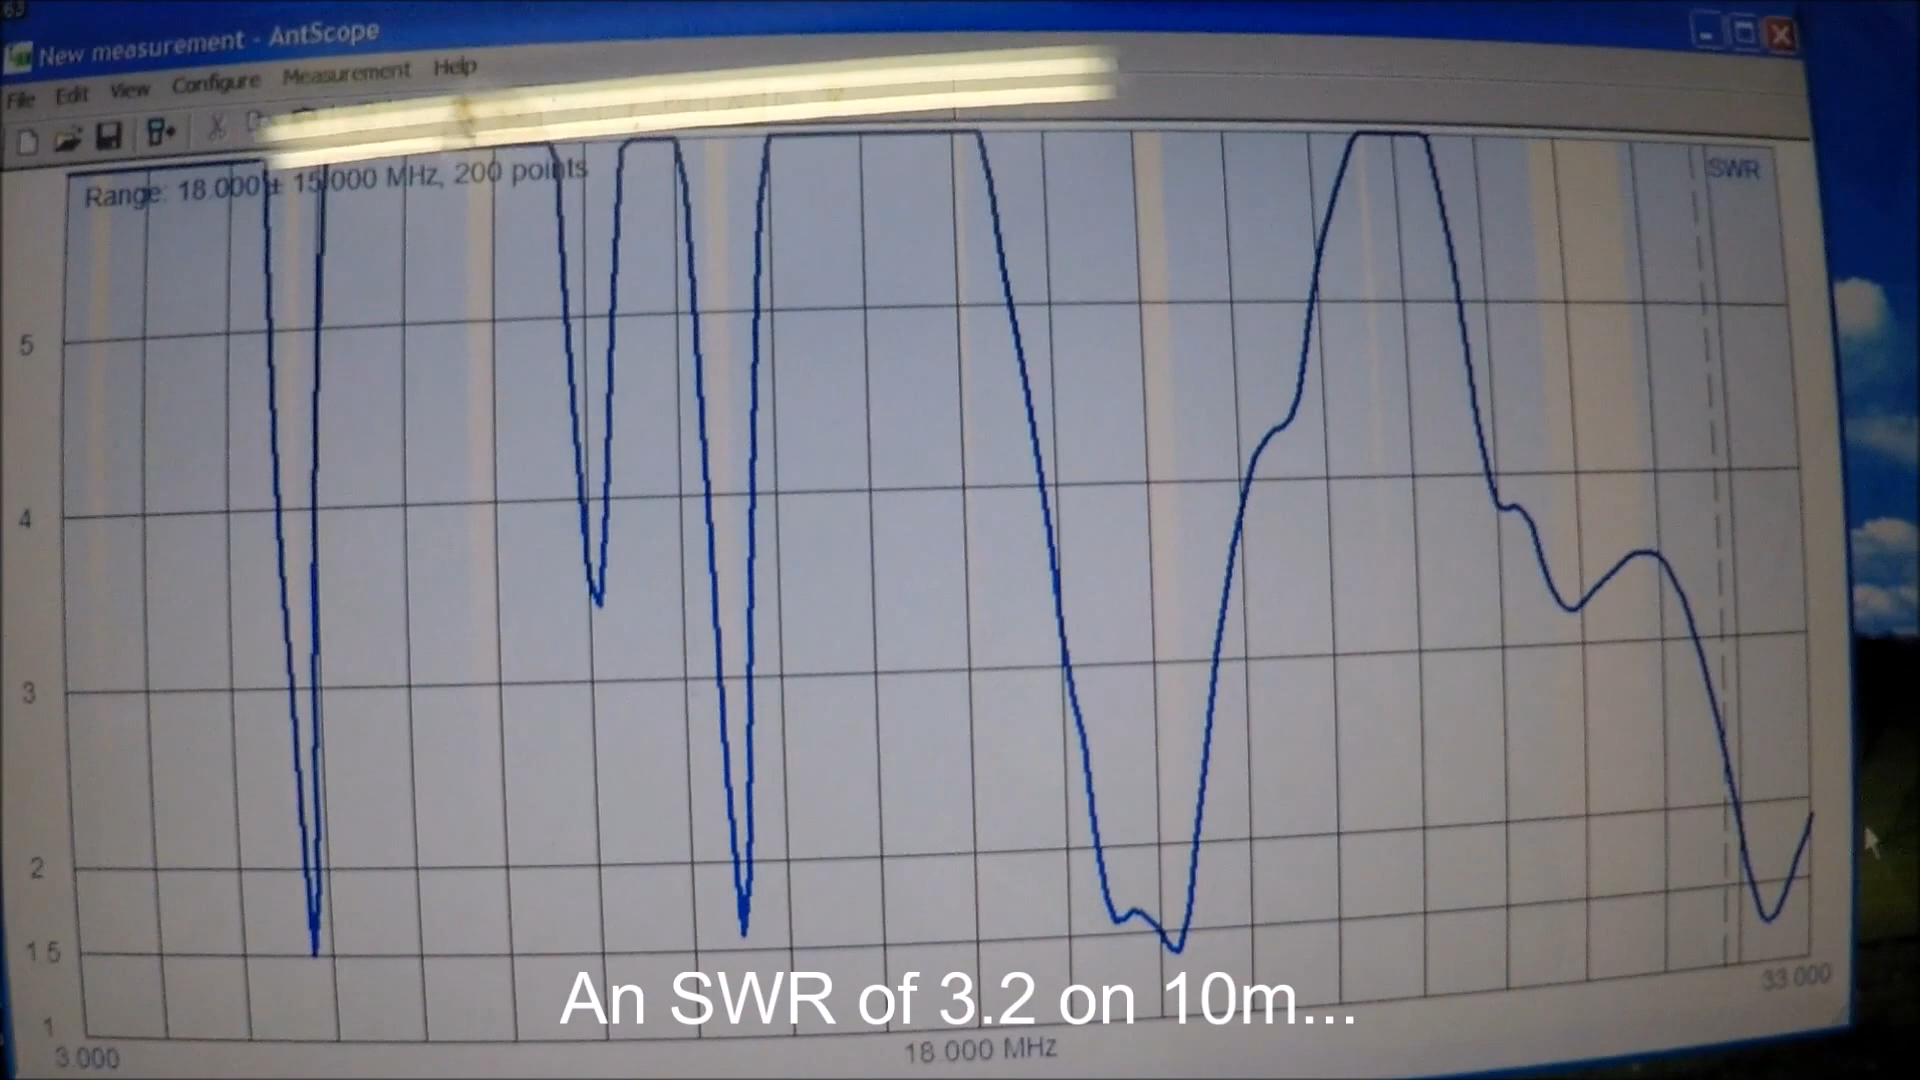 63
New measurement - AntScope
File Edit View Configure Measurement Help
Range: 18.000 ± 15.000 MHz, 200 points
SWR
5
4
3
2
1.5
1
3.000
18.000 MHz
33.000
An SWR of 3.2 on 10m...